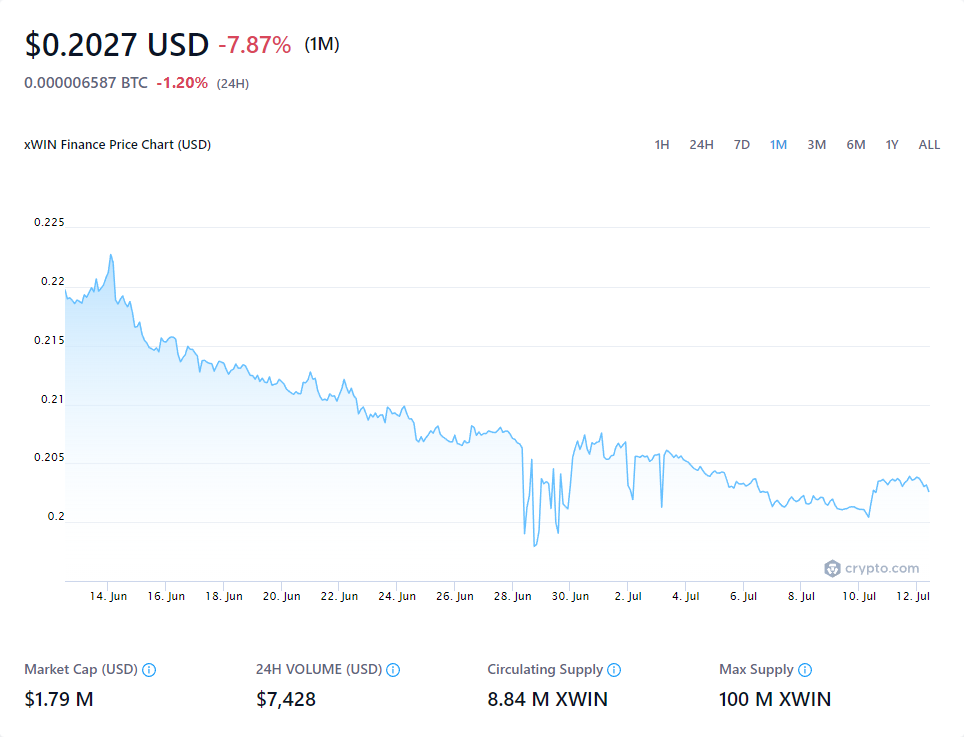 $0.2027 USD -7.87% (1M)
0.000006587 BTC -1.20% (24H)
xWIN Finance Price Chart (USD) 1H 24H 7D 1M 3M 6M 1Y ALL
0.225
0.22
0.215
0.21
0.205
0.2
crypto.com
14. Jun 16. Jun 18. Jun 20. Jun 22. Jun 24. Jun 26. Jun 28. Jun 30. Jun 2. Jul 4. Jul 6. Jul 8. Jul 10. Jul 12. Jul
Market Cap (USD) 24H VOLUME (USD) Circulating Supply Max Supply
$1.79 M $7,428 8.84 M XWIN 100 M XWIN